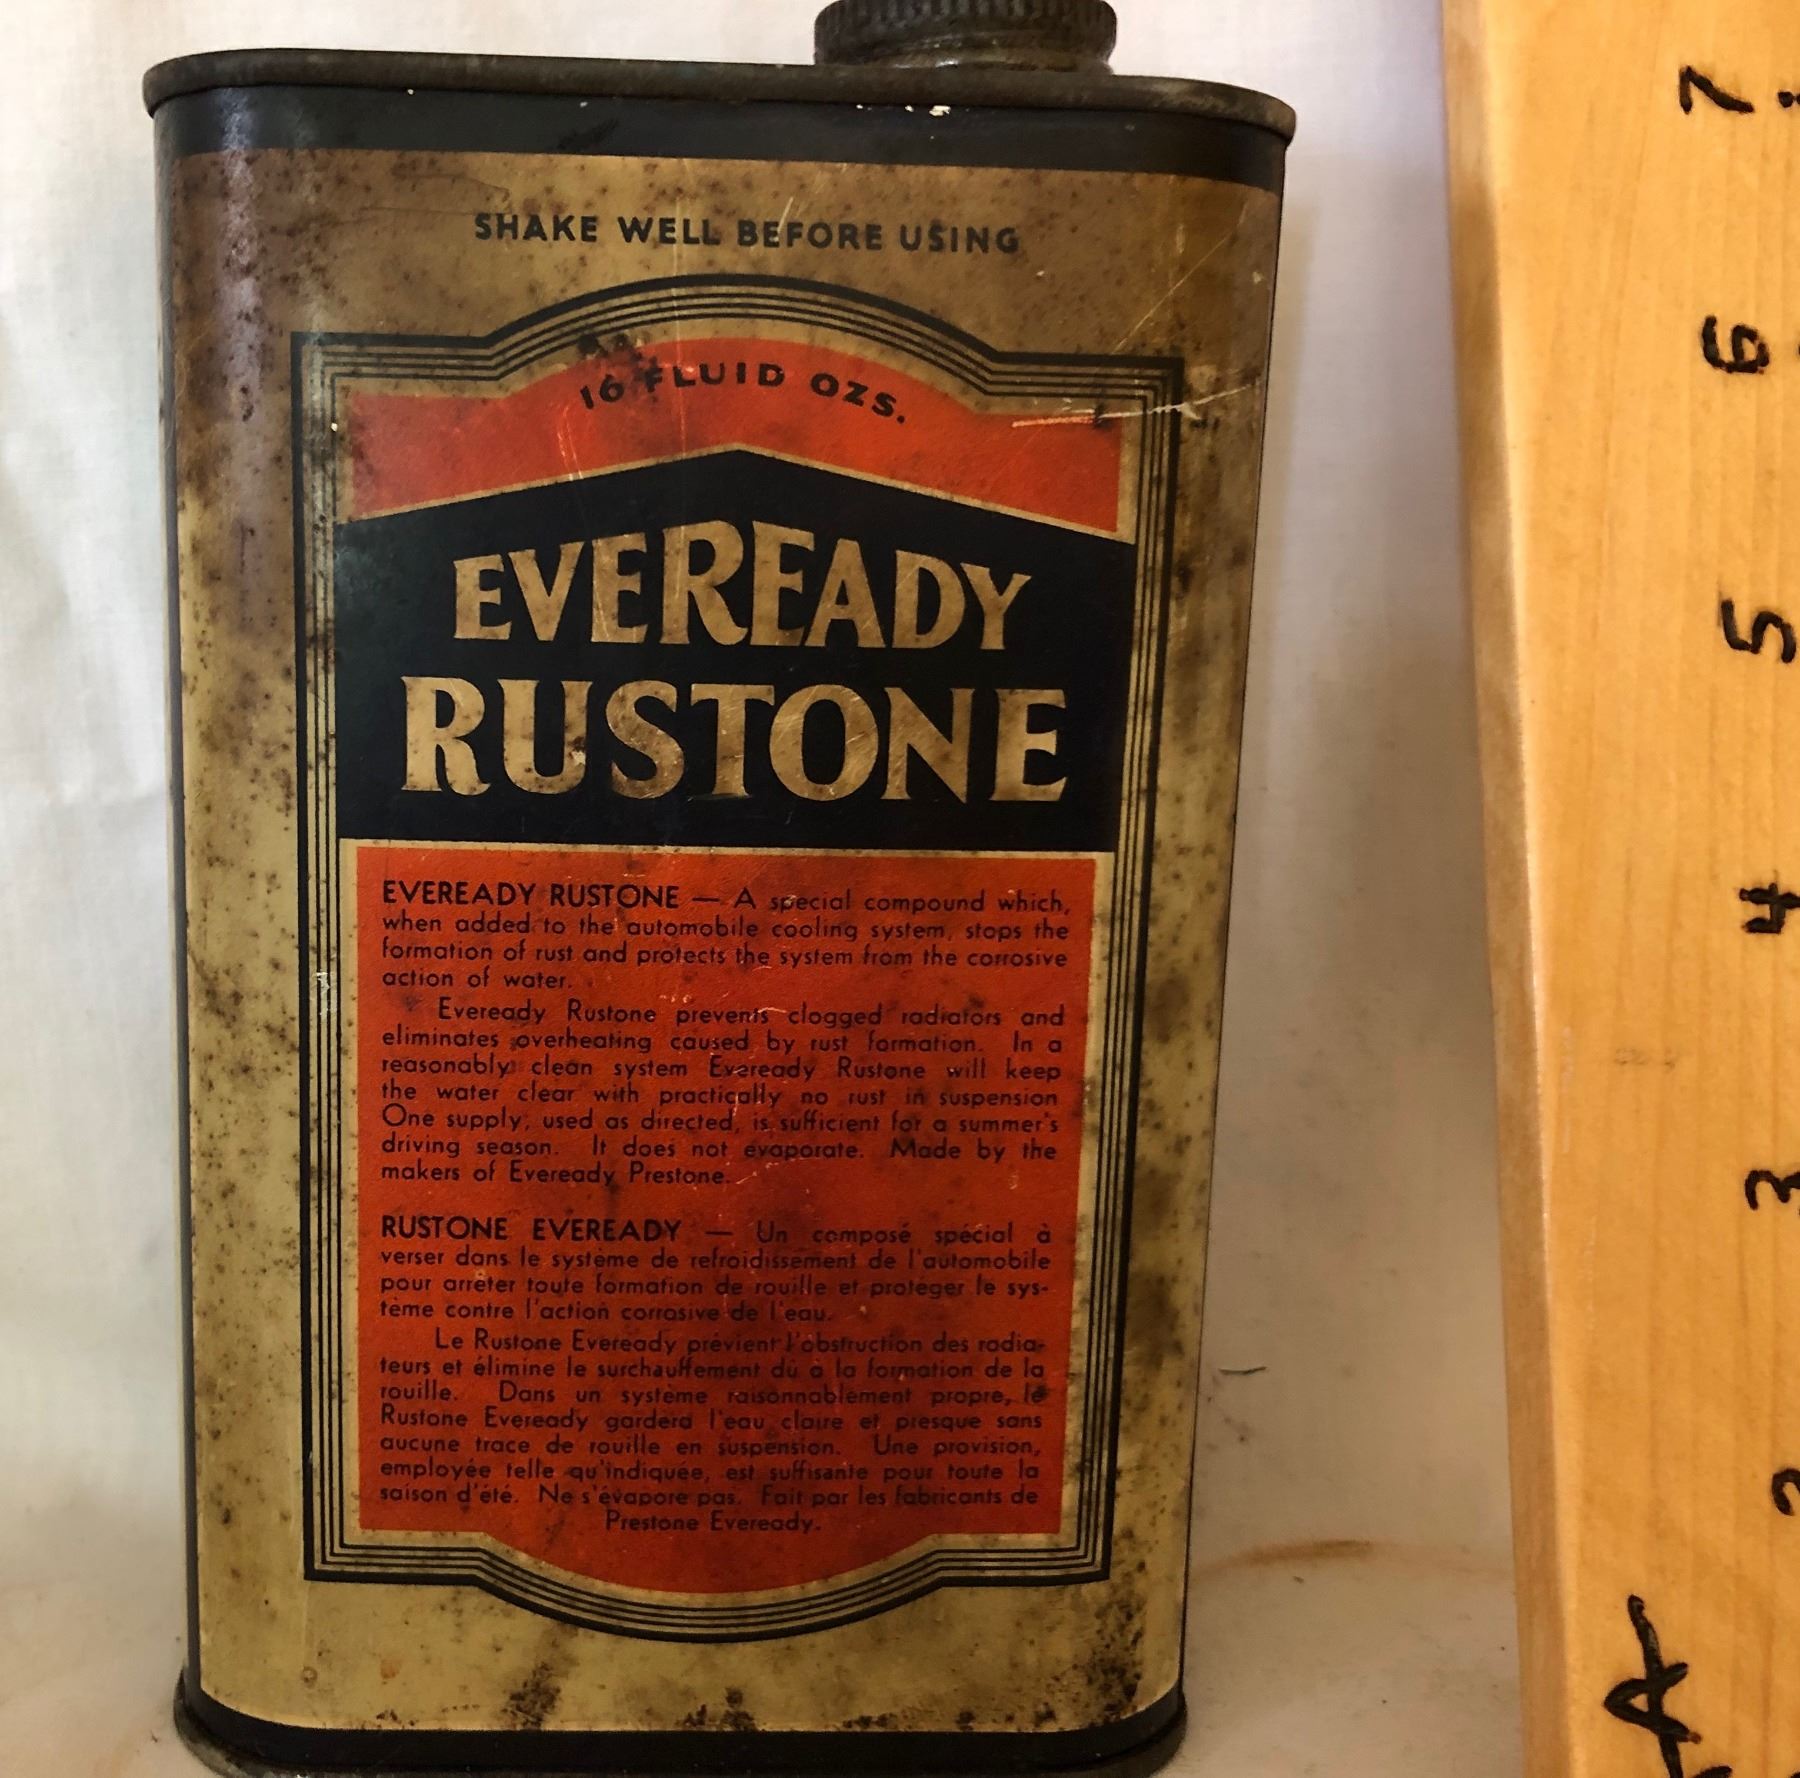 SHAKE WELL BEFORE USING
16 FLUID OZS.
EVEREADY
RUSTONE
EVEREADY RUSTONE — A special compound which,
when added to the automobile cooling system, stops the
formation of rust and protects the system from the corrosive
action of water.
Eveready Rustone prevents clogged radiators and
eliminates overheating caused by rust formation. In a
reasonably clean system Eveready Rustone will keep
the water clear with practically no rust in suspension
One supply, used as directed, is sufficient for a summer's
driving season. It does not evaporate. Made by the
makers of Eveready Prestone.
RUSTONE EVEREADY — Un composé spécial à
verser dans le système de refroidissement de l'automobile
pour arrêter toute formation de rouille et protéger le sys-
tème contre l'action corrosive de l'eau.
Le Rustone Eveready prévient l'obstruction des radia-
teurs et élimine le surchauffement dû à la formation de la
rouille. Dans un système raisonnablement propre, le
Rustone Eveready gardera l'eau claire et presque sans
aucune trace de rouille en suspension. Une provision,
employée telle qu'indiquée, est suffisante pour toute la
saison d'été. Ne s'évapore pas. Fait par les fabricants de
Prestone Eveready.
7
6
5
4
3
2